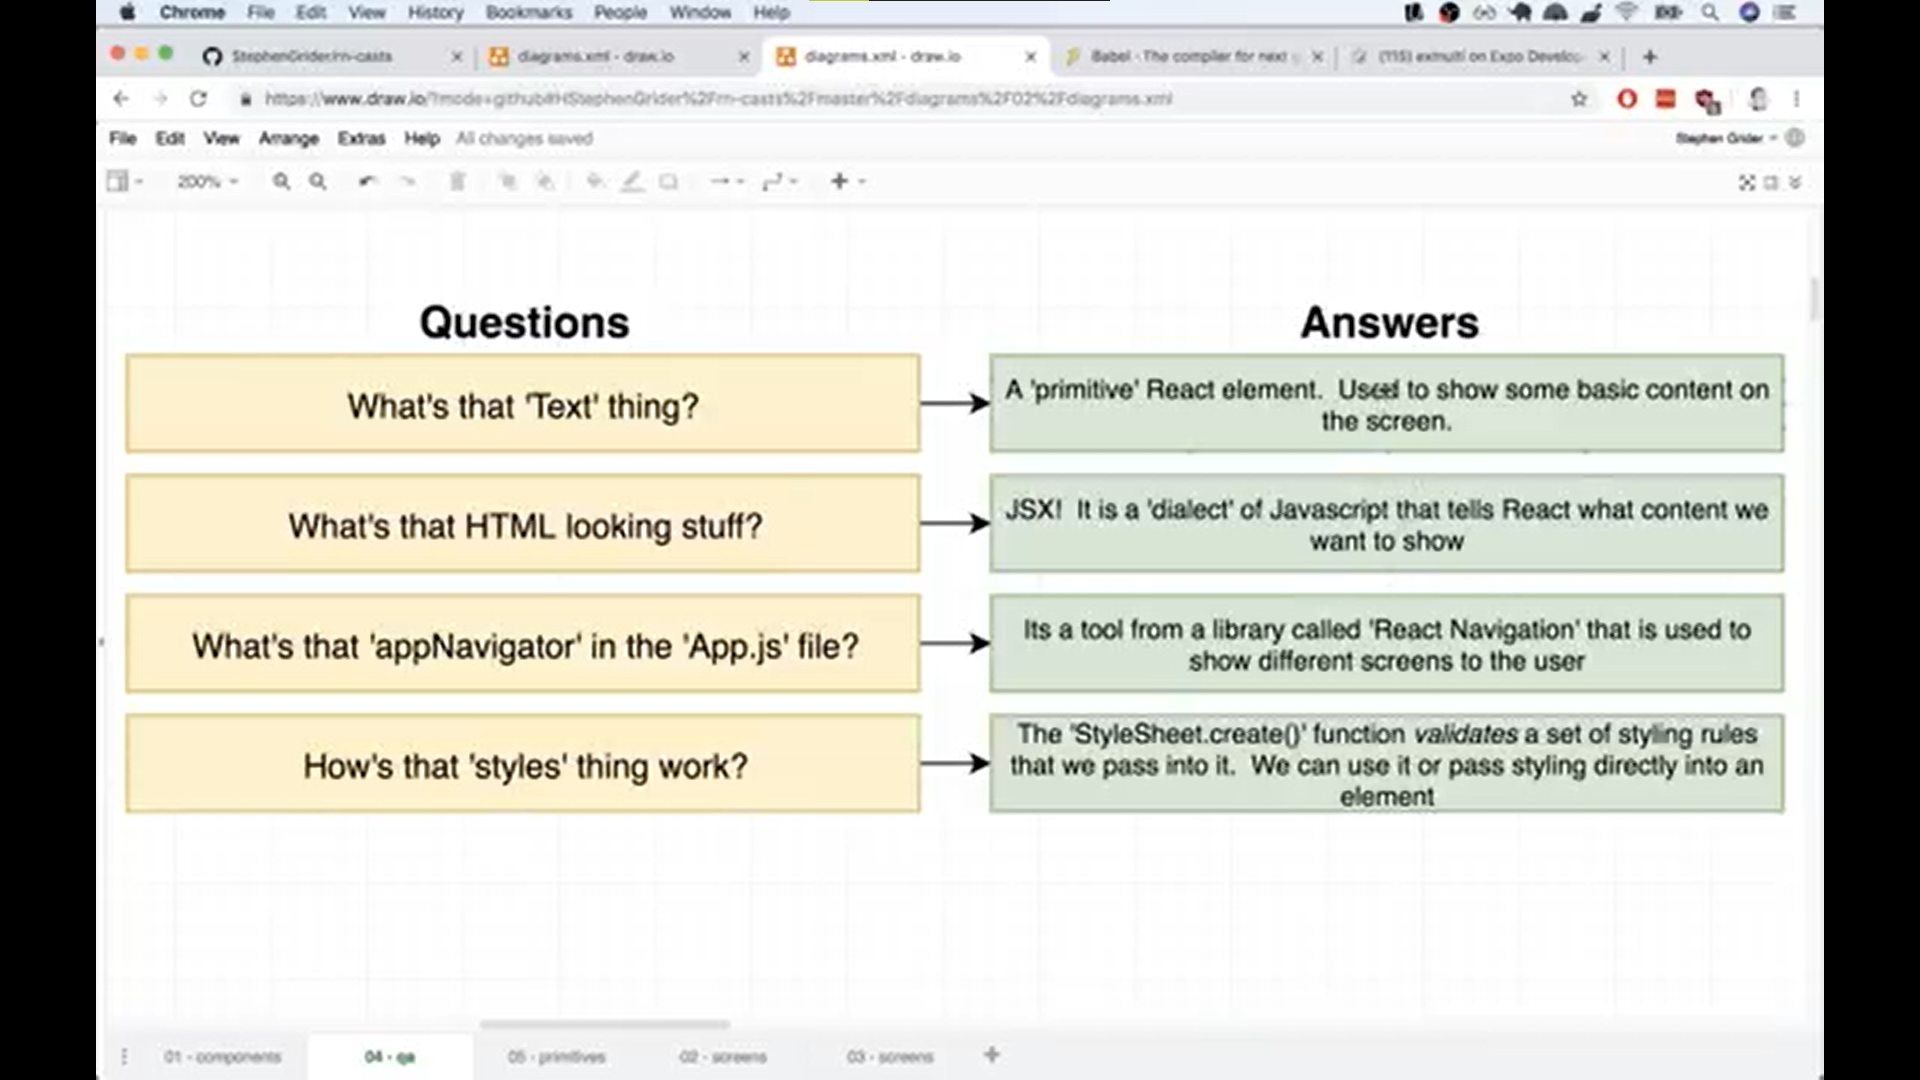 Chrome File Edit View History Bookmarks People Window Help
StephenGrider/rn-casts
diagrams.xml - draw.io
diagrams.xml - draw.io
Babel - The compiler for next
(115) exmulti on Expo Develo
https://www.draw.io/?mode=github#HStephenGrider%2Frn-casts%2Fmaster%2Fdiagrams%2F02%2Fdiagrams.xml
File Edit View Arrange Extras Help All changes saved
Stephen Grider
200%
Questions
Answers
What's that 'Text' thing?
A 'primitive' React element. Used to show some basic content on
the screen.
What's that HTML looking stuff?
JSX! It is a 'dialect' of Javascript that tells React what content we
want to show
What's that 'appNavigator' in the 'App.js' file?
Its a tool from a library called 'React Navigation' that is used to
show different screens to the user
How's that 'styles' thing work?
The 'StyleSheet.create()' function validates a set of styling rules
that we pass into it. We can use it or pass styling directly into an
element
01 - components
04 - qa
05 - primitives
02 - screens
03 - screens